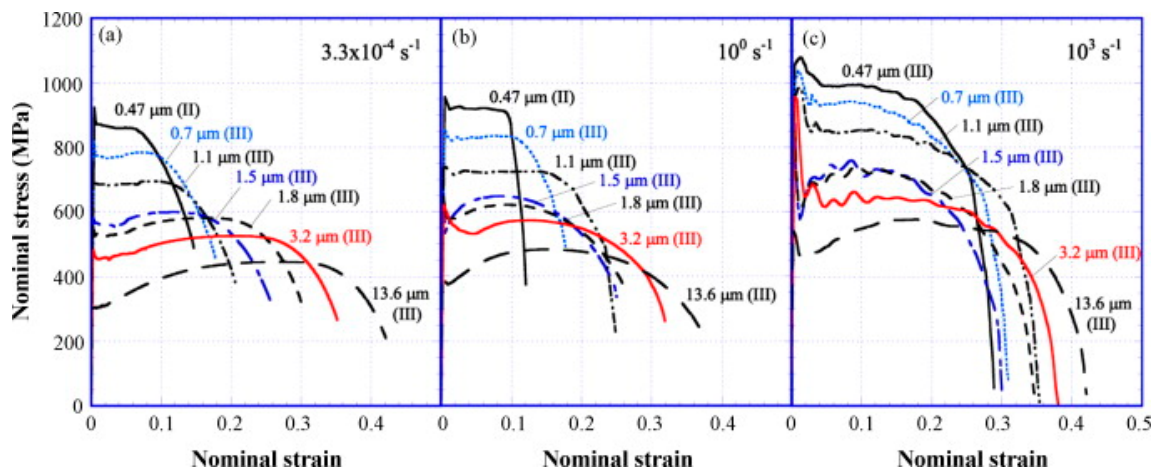 1200
1000
800
600
400
200
0
Nominal stress (MPa)
(a)
3.3x10⁻⁴ s⁻¹
0.47 µm (II)
0.7 µm (III)
1.1 µm (III)
1.5 µm (III)
1.8 µm (III)
3.2 µm (III)
13.6 µm
(III)
0 0.1 0.2 0.3 0.4
Nominal strain
(b)
10⁰ s⁻¹
0.47 µm (II)
0.7 µm (III)
1.1 µm (III)
1.5 µm (III)
1.8 µm (III)
3.2 µm (III)
13.6 µm (III)
0 0.1 0.2 0.3 0.4
Nominal strain
(c)
10³ s⁻¹
0.47 µm (III)
0.7 µm (III)
1.1 µm (III)
1.5 µm (III)
1.8 µm (III)
3.2 µm (III)
13.6 µm
(III)
0 0.1 0.2 0.3 0.4 0.5
Nominal strain